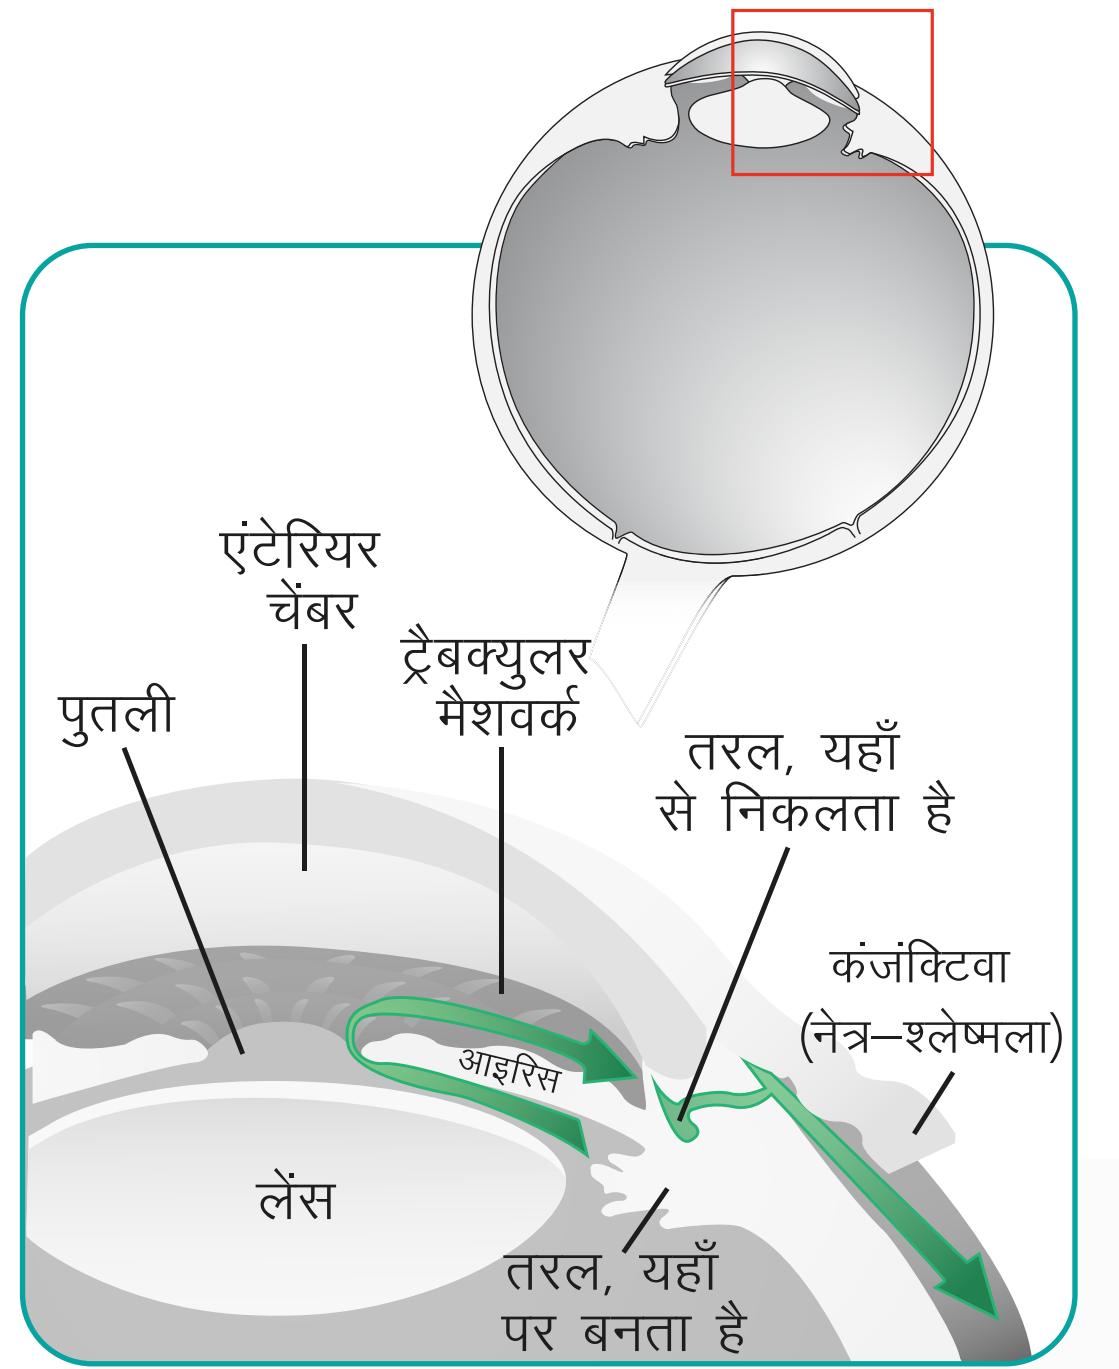 एंटेरियर
चेंबर
ट्रैबक्युलर
मैशवर्क
पुतली
तरल, यहाँ
से निकलता है
कंजंक्टिवा
(नेत्र–श्लेष्मला)
आइरिस
लेंस
तरल, यहाँ
पर बनता है